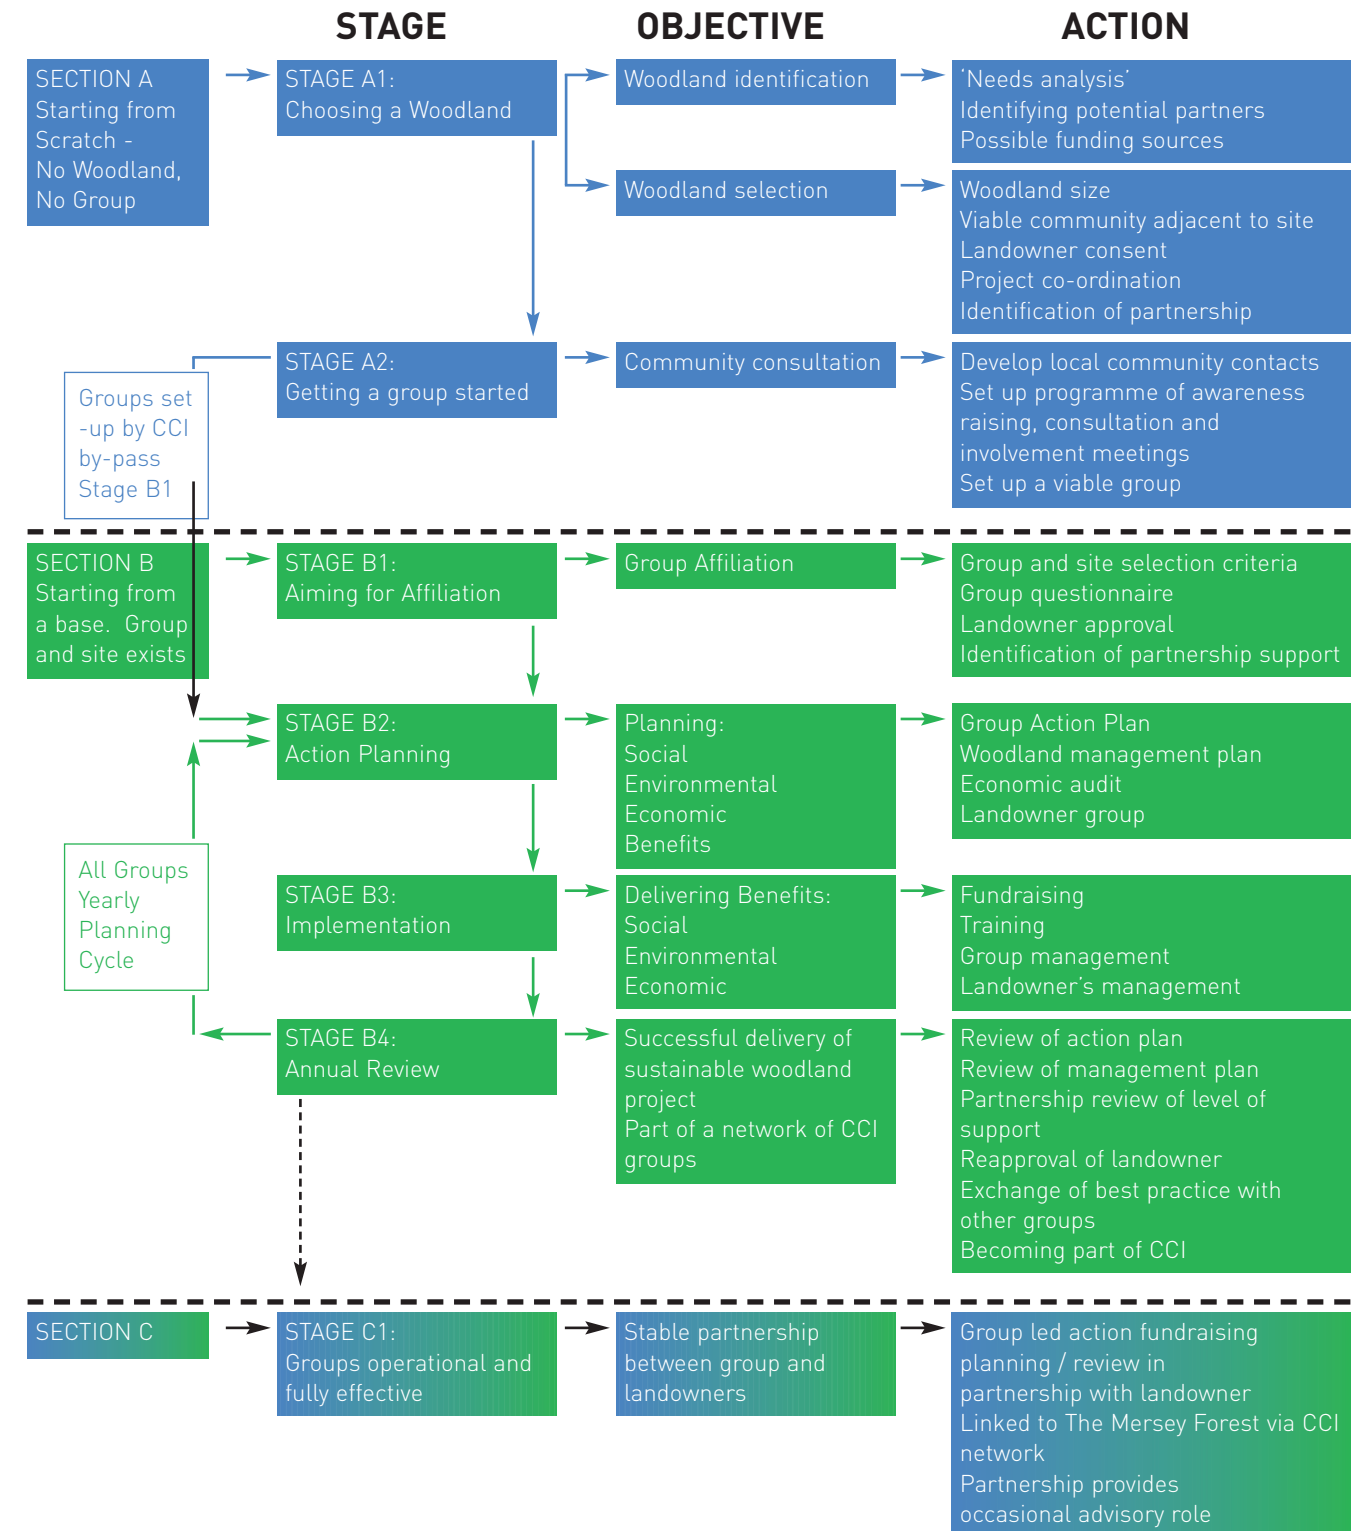 STAGE
OBJECTIVE
ACTION
SECTION A
Starting from
Scratch -
No Woodland,
No Group
STAGE A1:
Choosing a Woodland
Woodland identification
‘Needs analysis’
Identifying potential partners
Possible funding sources
Woodland selection
Woodland size
Viable community adjacent to site
Landowner consent
Project co-ordination
Identification of partnership
STAGE A2:
Getting a group started
Community consultation
Develop local community contacts
Set up programme of awareness
raising, consultation and
involvement meetings
Set up a viable group
Groups set
-up by CCI
by-pass
Stage B1
SECTION B
Starting from
a base.  Group
and site exists
STAGE B1:
Aiming for Affiliation
Group Affiliation
Group and site selection criteria
Group questionnaire
Landowner approval
Identification of partnership support
STAGE B2:
Action Planning
Planning:
Social
Environmental
Economic
Benefits
Group Action Plan
Woodland management plan
Economic audit
Landowner group
All Groups
Yearly
Planning
Cycle
STAGE B3:
Implementation
Delivering Benefits:
Social
Environmental
Economic
Fundraising
Training
Group management
Landowner’s management
STAGE B4:
Annual Review
Successful delivery of
sustainable woodland
project
Part of a network of CCI
groups
Review of action plan
Review of management plan
Partnership review of level of
support
Reapproval of landowner
Exchange of best practice with
other groups
Becoming part of CCI
SECTION C
STAGE C1:
Groups operational and
fully effective
Stable partnership
between group and
landowners
Group led action fundraising
planning / review in
partnership with landowner
Linked to The Mersey Forest via CCI
network
Partnership provides
occasional advisory role